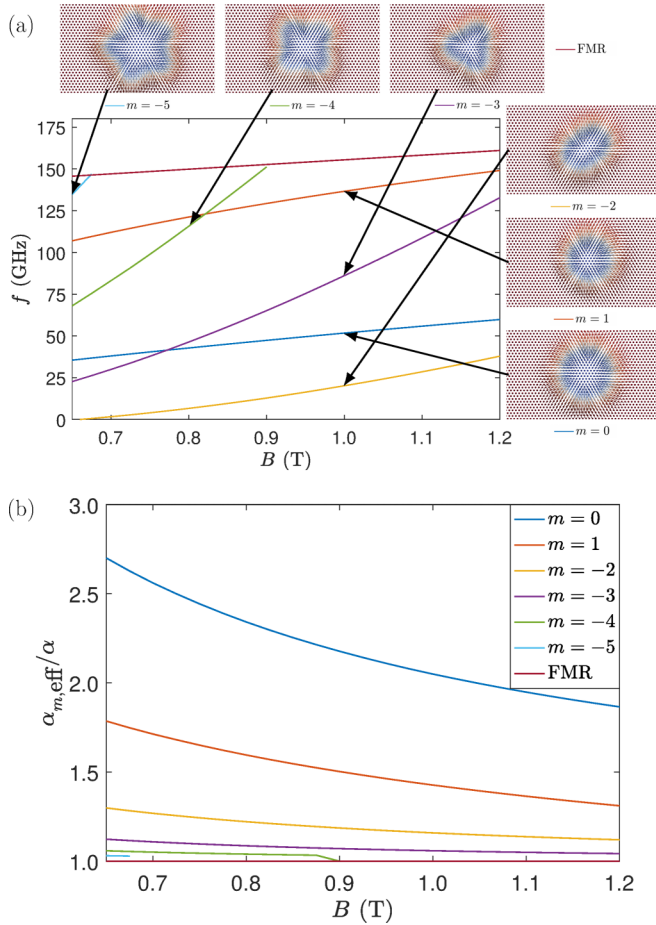 (a)
FMR
m = −5
m = −4
m = −3
m = −2
m = 1
m = 0
175
150
125
100
75
50
25
0
f (GHz)
0.7 0.8 0.9 1.0 1.1 1.2
B (T)
(b)
3.0
2.5
2.0
1.5
1.0
αm,eff/α
m = 0
m = 1
m = −2
m = −3
m = −4
m = −5
FMR
0.7 0.8 0.9 1.0 1.1 1.2
B (T)